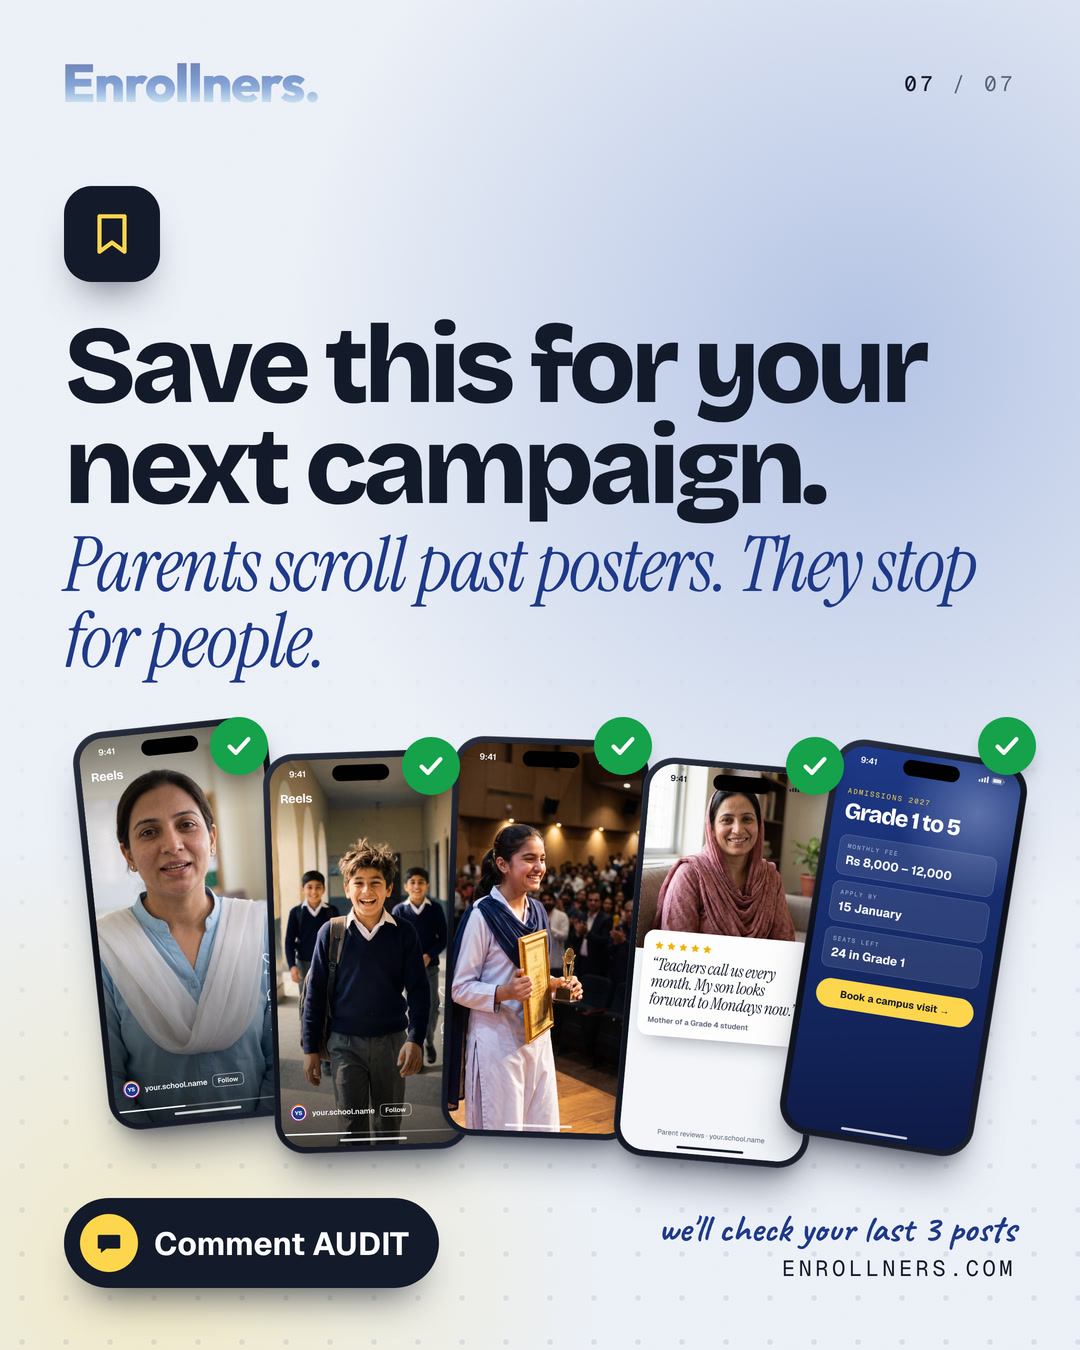 Enrollners.
07 / 07
Save this for your
next campaign.
Parents scroll past posters. They stop
for people.
9:41
Reels
YS your.school.name Follow
9:41
Reels
YS your.school.name Follow
9:41
9:41
★★★★★
“Teachers call us every
month. My son looks
forward to Mondays now.”
Mother of a Grade 4 student
Parent reviews · your.school.name
9:41
ADMISSIONS 2027
Grade 1 to 5
MONTHLY FEE
Rs 8,000 – 12,000
APPLY BY
15 January
SEATS LEFT
24 in Grade 1
Book a campus visit →
Comment AUDIT
we'll check your last 3 posts
ENROLLNERS.COM